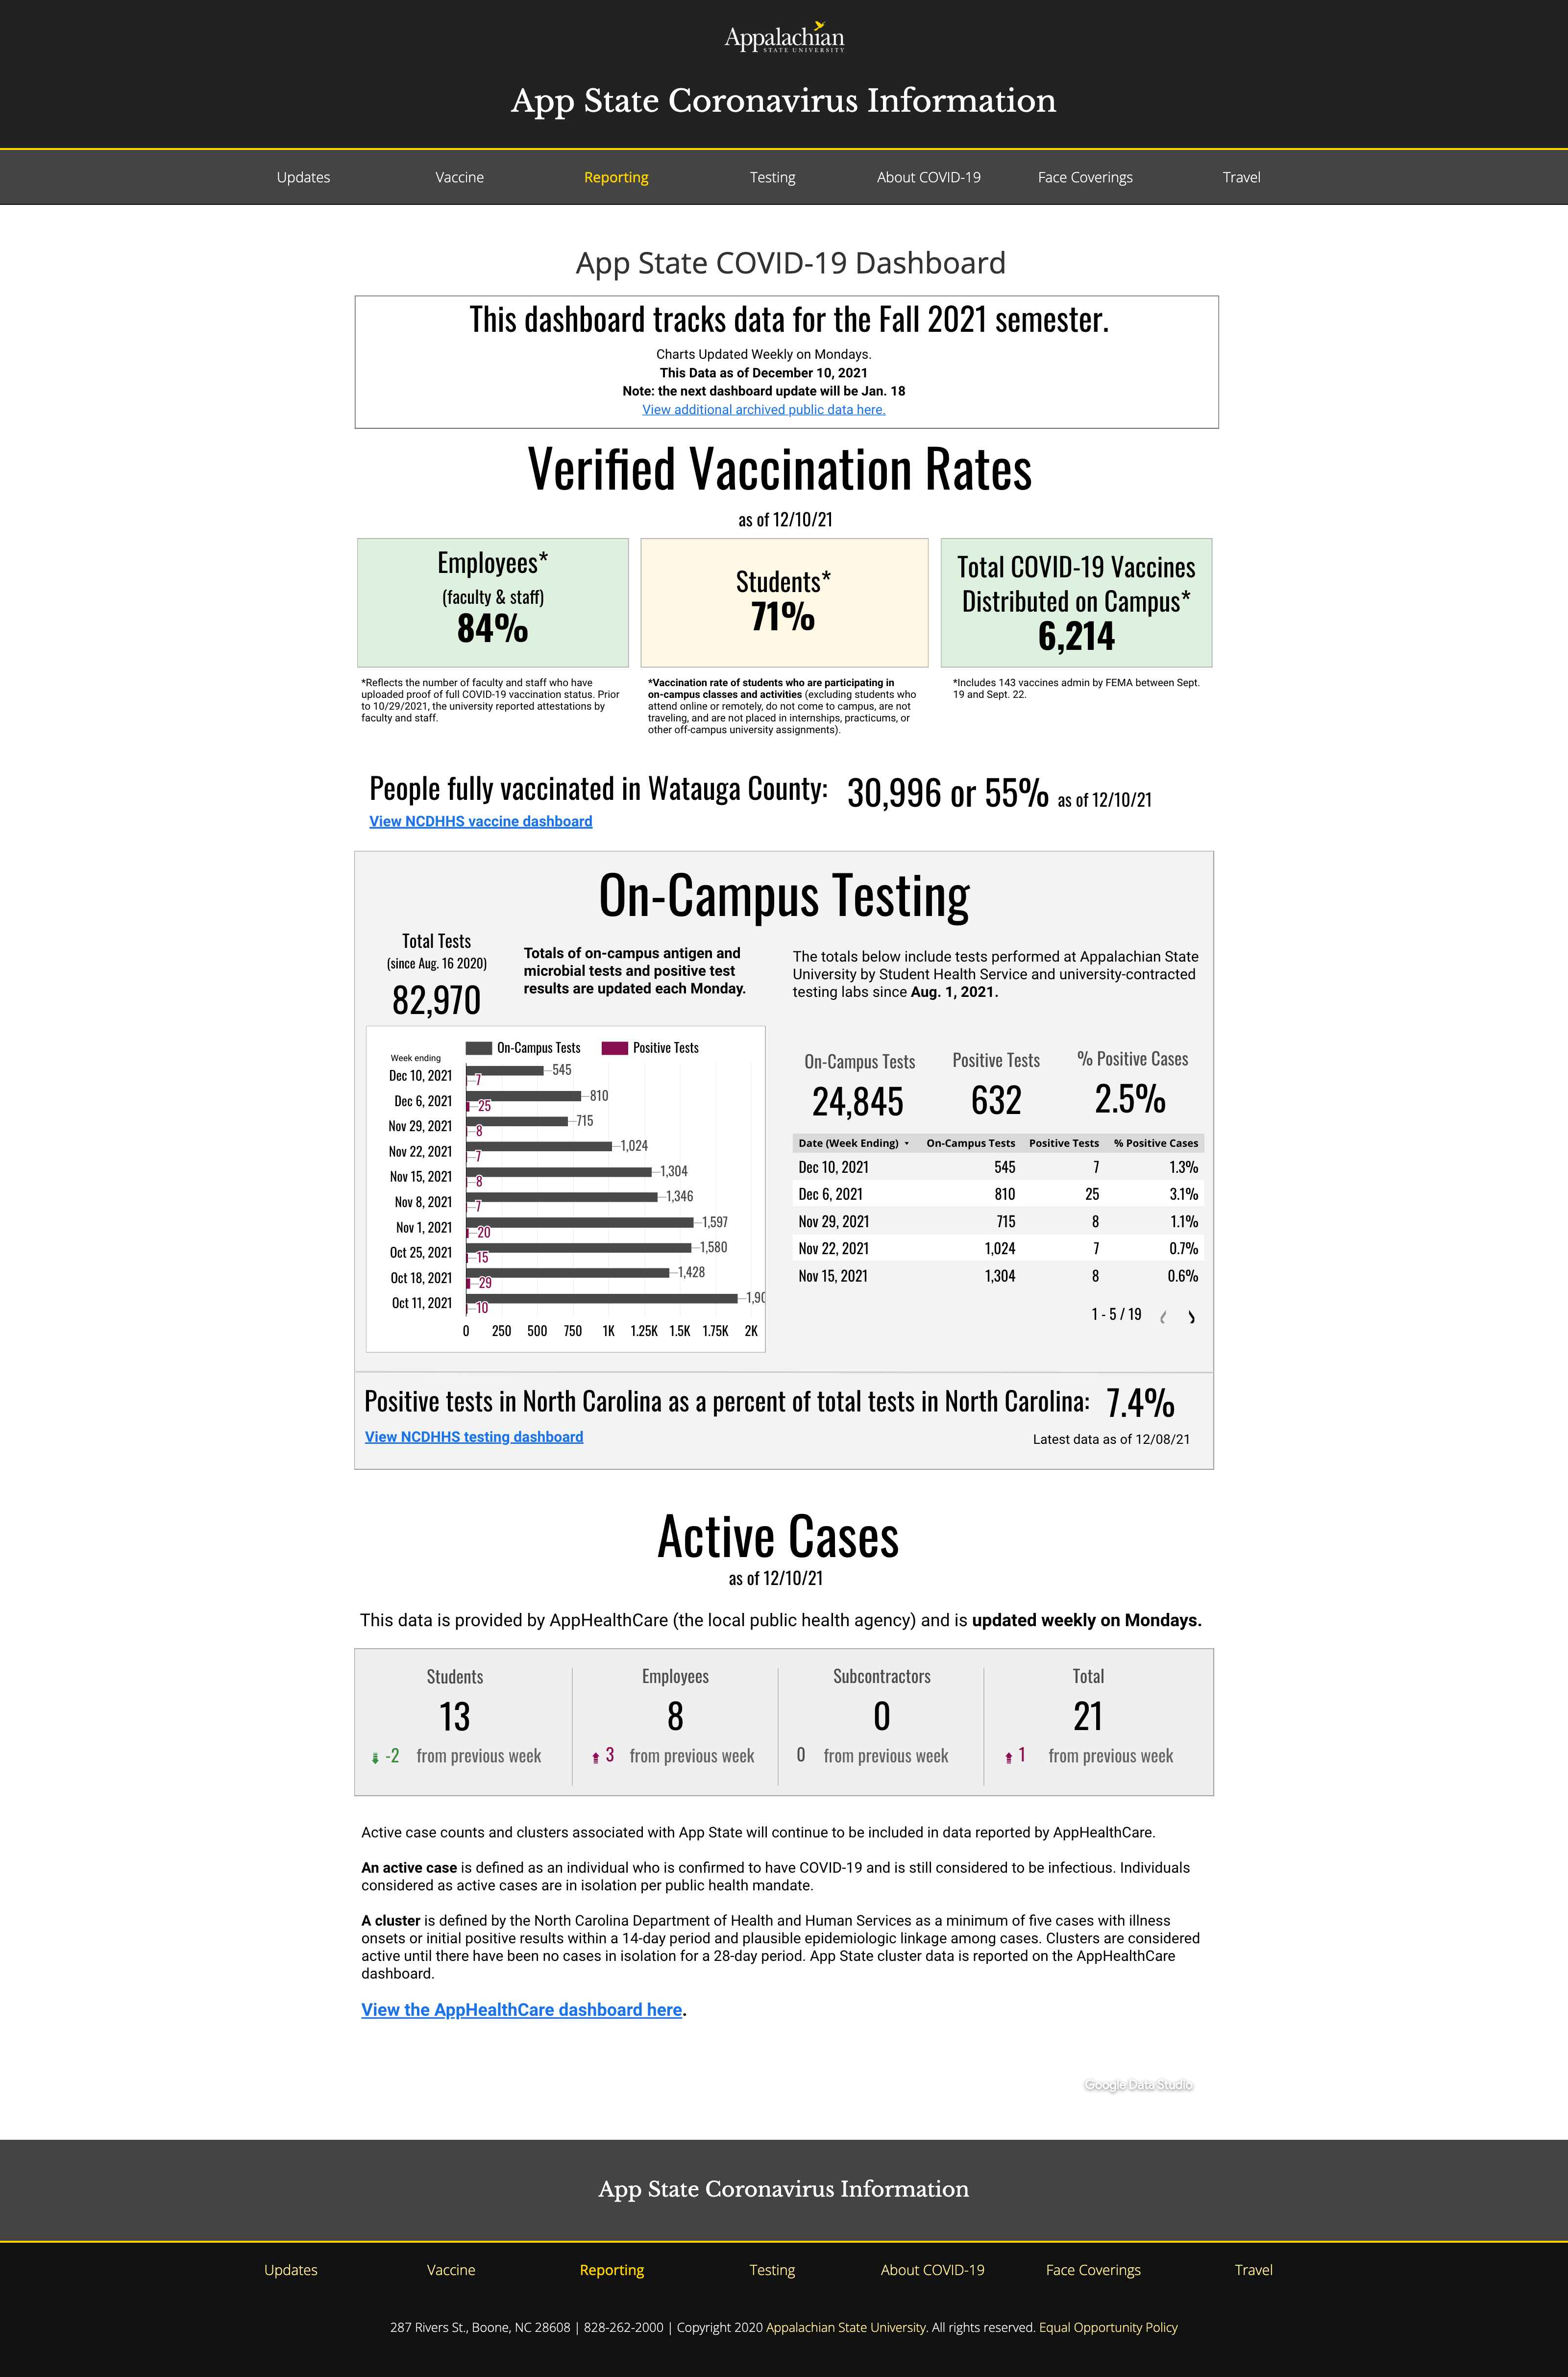 Appalachian
STATE UNIVERSITY
App State Coronavirus Information
Updates Vaccine Reporting Testing About COVID-19 Face Coverings Travel
App State COVID-19 Dashboard
This dashboard tracks data for the Fall 2021 semester.
Charts Updated Weekly on Mondays.
This Data as of December 10, 2021
Note: the next dashboard update will be Jan. 18
View additional archived public data here.
Verified Vaccination Rates
as of 12/10/21
Employees*
(faculty & staff)
84%
*Reflects the number of faculty and staff who have
uploaded proof of full COVID-19 vaccination status. Prior
to 10/29/2021, the university reported attestations by
faculty and staff.
Students*
71%
*Vaccination rate of students who are participating in
on-campus classes and activities (excluding students who
attend online or remotely, do not come to campus, are not
traveling, and are not placed in internships, practicums, or
other off-campus university assignments).
Total COVID-19 Vaccines
Distributed on Campus*
6,214
*Includes 143 vaccines admin by FEMA between Sept.
19 and Sept. 22.
People fully vaccinated in Watauga County: 30,996 or 55% as of 12/10/21
View NCDHHS vaccine dashboard
On-Campus Testing
Total Tests
(since Aug. 16 2020)
82,970
Totals of on-campus antigen and
microbial tests and positive test
results are updated each Monday.
On-Campus Tests Positive Tests
Week ending
Dec 10, 2021 545 7
Dec 6, 2021 810 25
Nov 29, 2021 715 8
Nov 22, 2021 1,024 7
Nov 15, 2021 1,304 8
Nov 8, 2021 1,346 7
Nov 1, 2021 1,597 20
Oct 25, 2021 1,580 15
Oct 18, 2021 1,428 29
Oct 11, 2021 1,90 10
0 250 500 750 1K 1.25K 1.5K 1.75K 2K
The totals below include tests performed at Appalachian State
University by Student Health Service and university-contracted
testing labs since Aug. 1, 2021.
On-Campus Tests Positive Tests % Positive Cases
24,845 632 2.5%
Date (Week Ending) On-Campus Tests Positive Tests % Positive Cases
Dec 10, 2021 545 7 1.3%
Dec 6, 2021 810 25 3.1%
Nov 29, 2021 715 8 1.1%
Nov 22, 2021 1,024 7 0.7%
Nov 15, 2021 1,304 8 0.6%
1 - 5 / 19
Positive tests in North Carolina as a percent of total tests in North Carolina: 7.4%
View NCDHHS testing dashboard
Latest data as of 12/08/21
Active Cases
as of 12/10/21
This data is provided by AppHealthCare (the local public health agency) and is updated weekly on Mondays.
Students Employees Subcontractors Total
13 8 0 21
-2 from previous week 3 from previous week 0 from previous week 1 from previous week
Active case counts and clusters associated with App State will continue to be included in data reported by AppHealthCare.
An active case is defined as an individual who is confirmed to have COVID-19 and is still considered to be infectious. Individuals
considered as active cases are in isolation per public health mandate.
A cluster is defined by the North Carolina Department of Health and Human Services as a minimum of five cases with illness
onsets or initial positive results within a 14-day period and plausible epidemiologic linkage among cases. Clusters are considered
active until there have been no cases in isolation for a 28-day period. App State cluster data is reported on the AppHealthCare
dashboard.
View the AppHealthCare dashboard here.
Google Data Studio
App State Coronavirus Information
Updates Vaccine Reporting Testing About COVID-19 Face Coverings Travel
287 Rivers St., Boone, NC 28608 | 828-262-2000 | Copyright 2020 Appalachian State University. All rights reserved. Equal Opportunity Policy